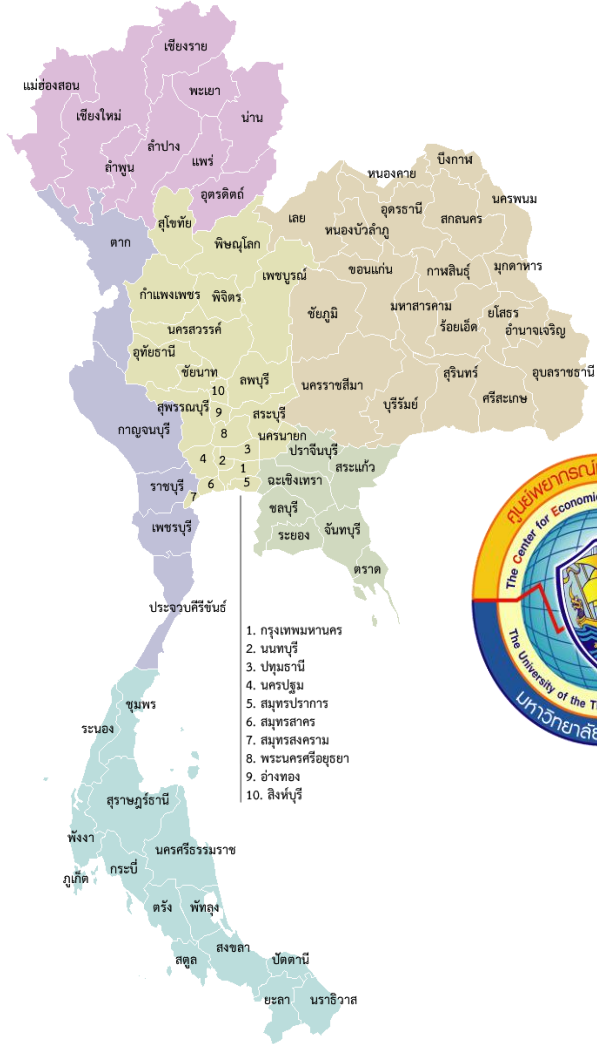 เชียงราย
แม่ฮ่องสอน
พะเยา
เชียงใหม่
น่าน
ลำปาง
แพร่
ลำพูน
อุตรดิตถ์
บึงกาฬ
หนองคาย
นครพนม
เลย
อุดรธานี
สกลนคร
หนองบัวลำภู
สุโขทัย
ตาก
พิษณุโลก
เพชบูรณ์
ขอนแก่น
กาฬสินธุ์
มุกดาหาร
กำแพงเพชร
พิจิตร
ชัยภูมิ
มหาสารคาม
ยโสธร
ร้อยเอ็ด
อำนาจเจริญ
นครสวรรค์
อุทัยธานี
ชัยนาท
ลพบุรี
นครราชสีมา
สุรินทร์
อุบลราชธานี
10
สุพรรณบุรี
9
สระบุรี
บุรีรัมย์
ศรีสะเกษ
กาญจนบุรี
8
นครนายก
3
ปราจีนบุรี
4
2
1
สระแก้ว
ราชบุรี
6
5
ฉะเชิงเทรา
7
ชลบุรี
เพชรบุรี
ระยอง
จันทบุรี
ตราด
ประจวบคีรีขันธ์
1. กรุงเทพมหานคร
2. นนทบุรี
3. ปทุมธานี
4. นครปฐม
5. สมุทรปราการ
6. สมุทรสาคร
7. สมุทรสงคราม
8. พระนครศรีอยุธยา
9. อ่างทอง
10. สิงห์บุรี
ชุมพร
ระนอง
สุราษฎร์ธานี
พังงา
นครศรีธรรมราช
กระบี่
ภูเก็ต
ตรัง
พัทลุง
สตูล
สงขลา
ปัตตานี
ยะลา
นราธิวาส
ศูนย์พยากรณ์
The Center for Economic
The University of the
มหาวิทยาลัย